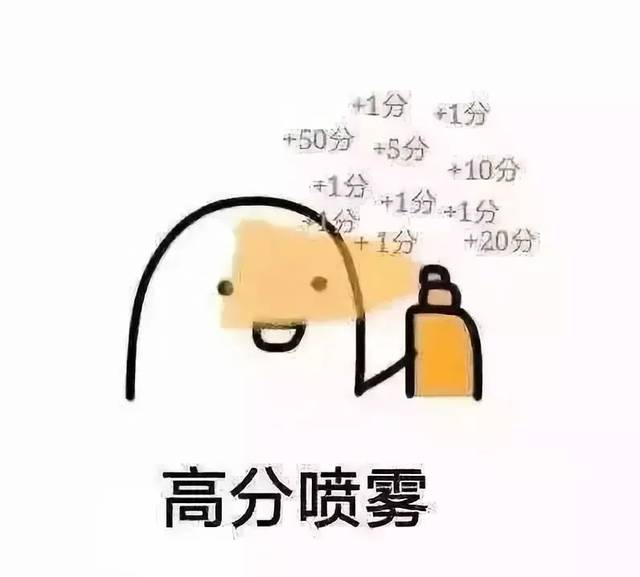 +1分 +1分
+50分 +5分
+10分
+1分 +1分 +1分
+1分 +1分 +20分
高分喷雾